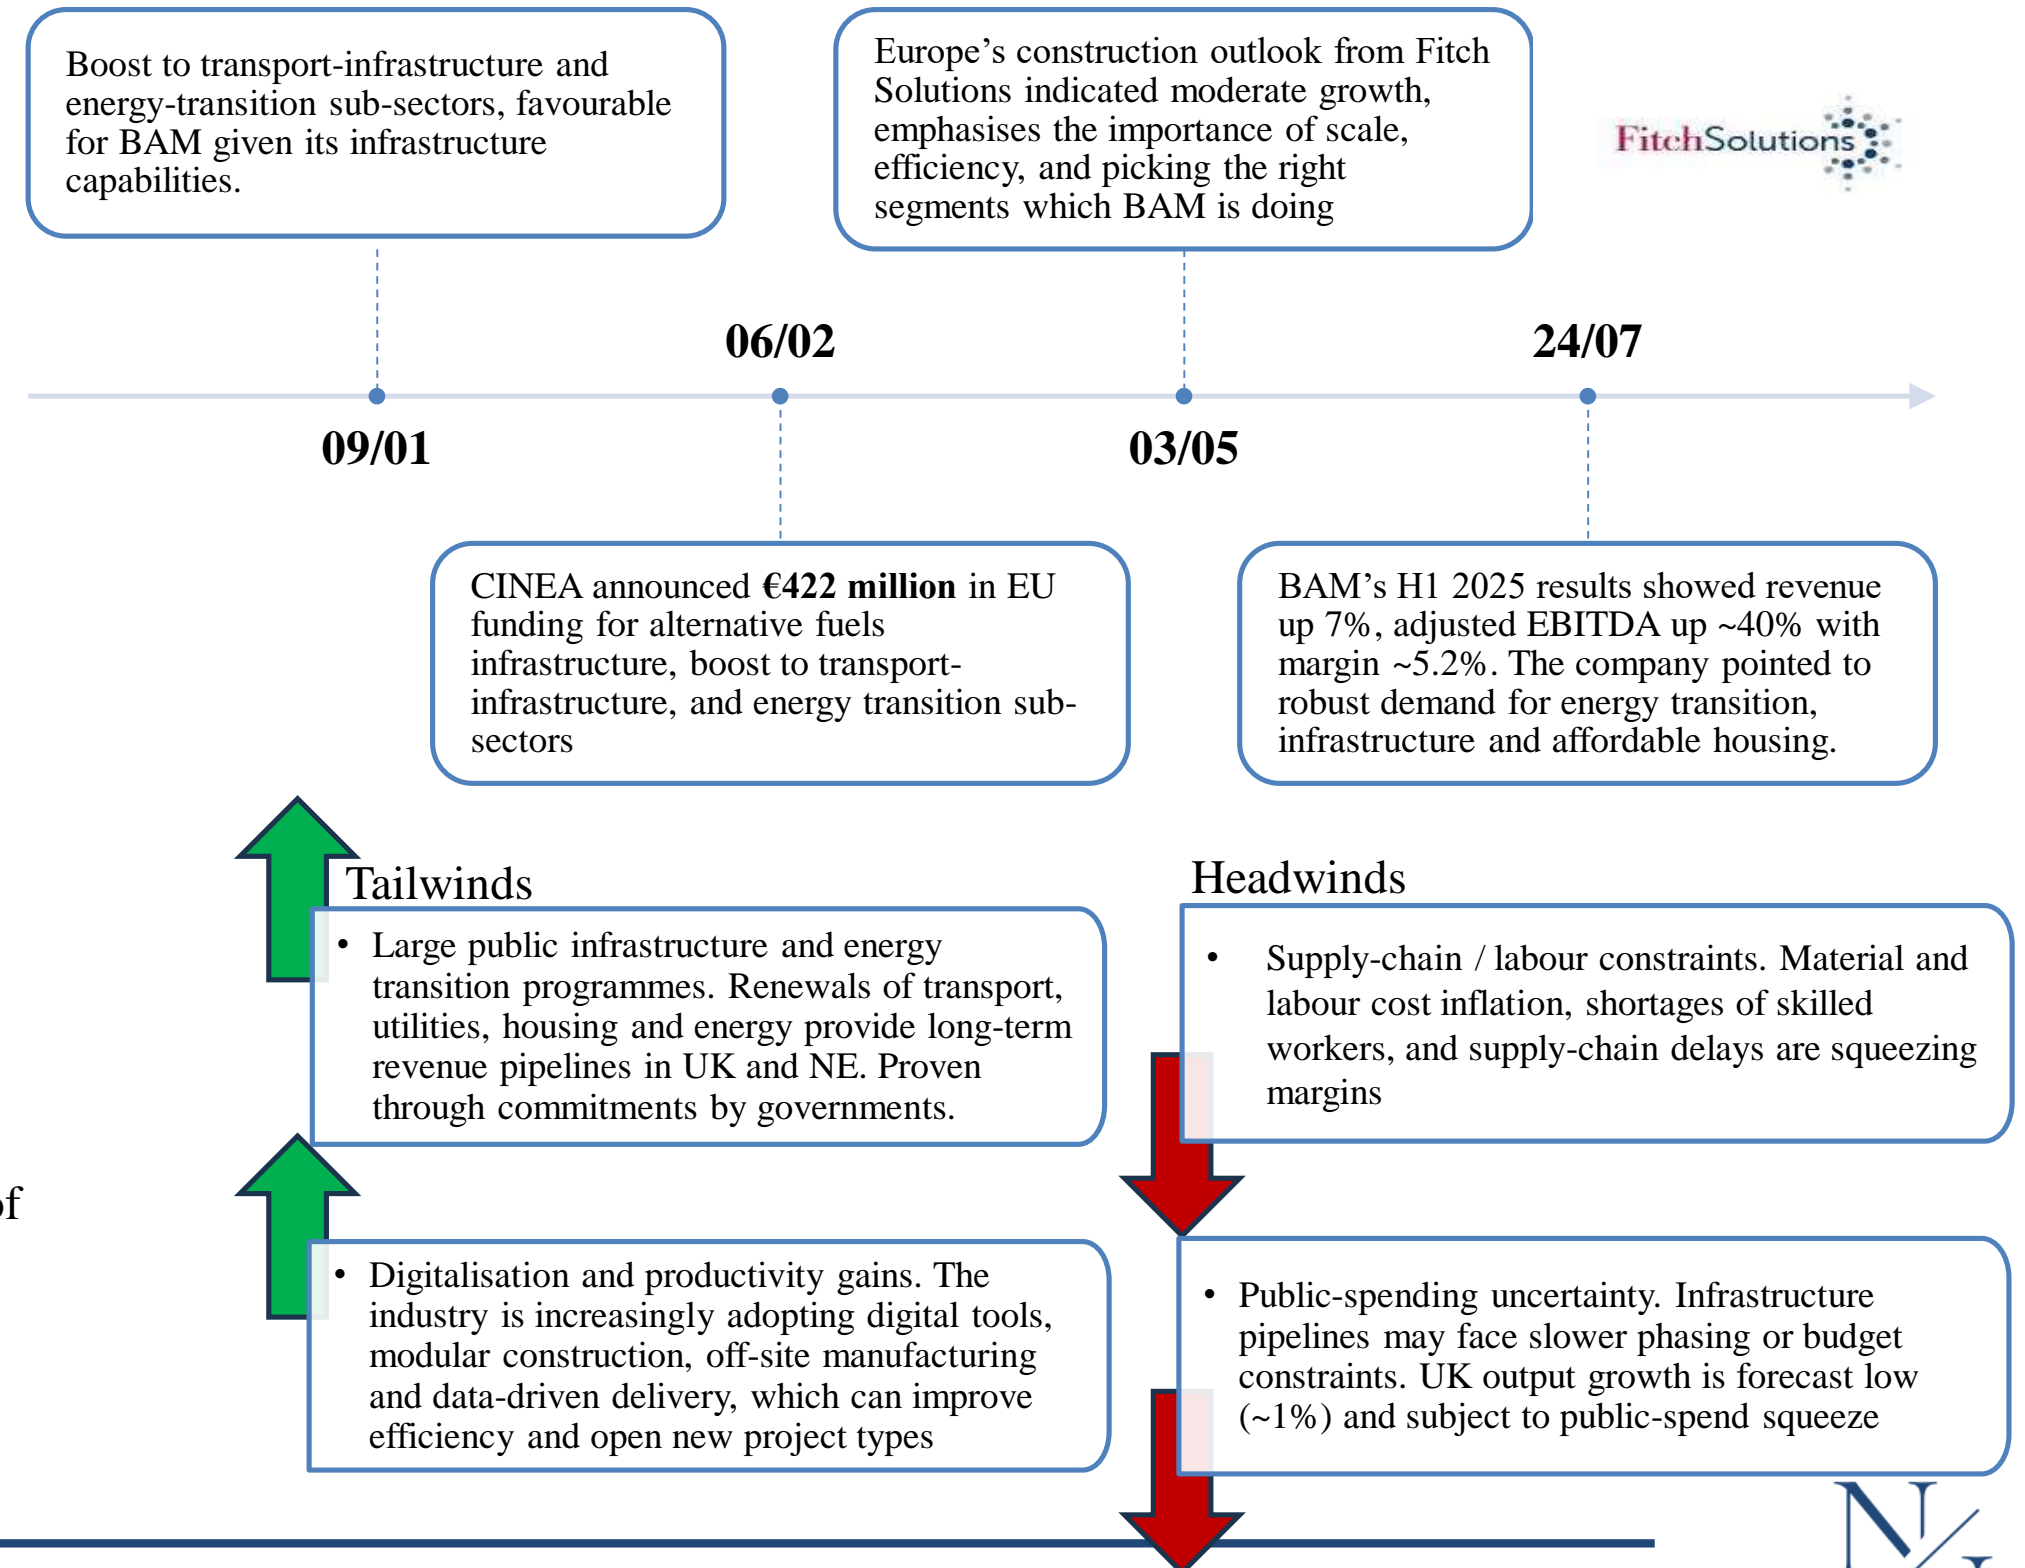 Boost to transport-infrastructure and
energy-transition sub-sectors, favourable
for BAM given its infrastructure
capabilities.
Europe’s construction outlook from Fitch
Solutions indicated moderate growth,
emphasises the importance of scale,
efficiency, and picking the right
segments which BAM is doing
FitchSolutions
06/02
24/07
09/01
03/05
CINEA announced €422 million in EU
funding for alternative fuels
infrastructure, boost to transport-
infrastructure, and energy transition sub-
sectors
BAM’s H1 2025 results showed revenue
up 7%, adjusted EBITDA up ~40% with
margin ~5.2%. The company pointed to
robust demand for energy transition,
infrastructure and affordable housing.
Tailwinds
• Large public infrastructure and energy
transition programmes. Renewals of transport,
utilities, housing and energy provide long-term
revenue pipelines in UK and NE. Proven
through commitments by governments.
of
• Digitalisation and productivity gains. The
industry is increasingly adopting digital tools,
modular construction, off-site manufacturing
and data-driven delivery, which can improve
efficiency and open new project types
Headwinds
• Supply-chain / labour constraints. Material and
labour cost inflation, shortages of skilled
workers, and supply-chain delays are squeezing
margins
• Public-spending uncertainty. Infrastructure
pipelines may face slower phasing or budget
constraints. UK output growth is forecast low
(~1%) and subject to public-spend squeeze
N